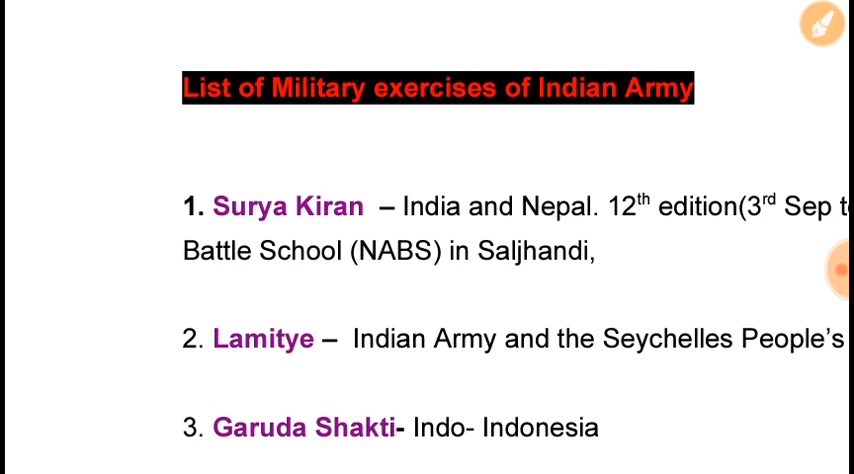 List of Military exercises of Indian Army
1. Surya Kiran – India and Nepal. 12th edition(3rd Sep
Battle School (NABS) in Saljhandi,
2. Lamitye – Indian Army and the Seychelles People's
3. Garuda Shakti- Indo- Indonesia